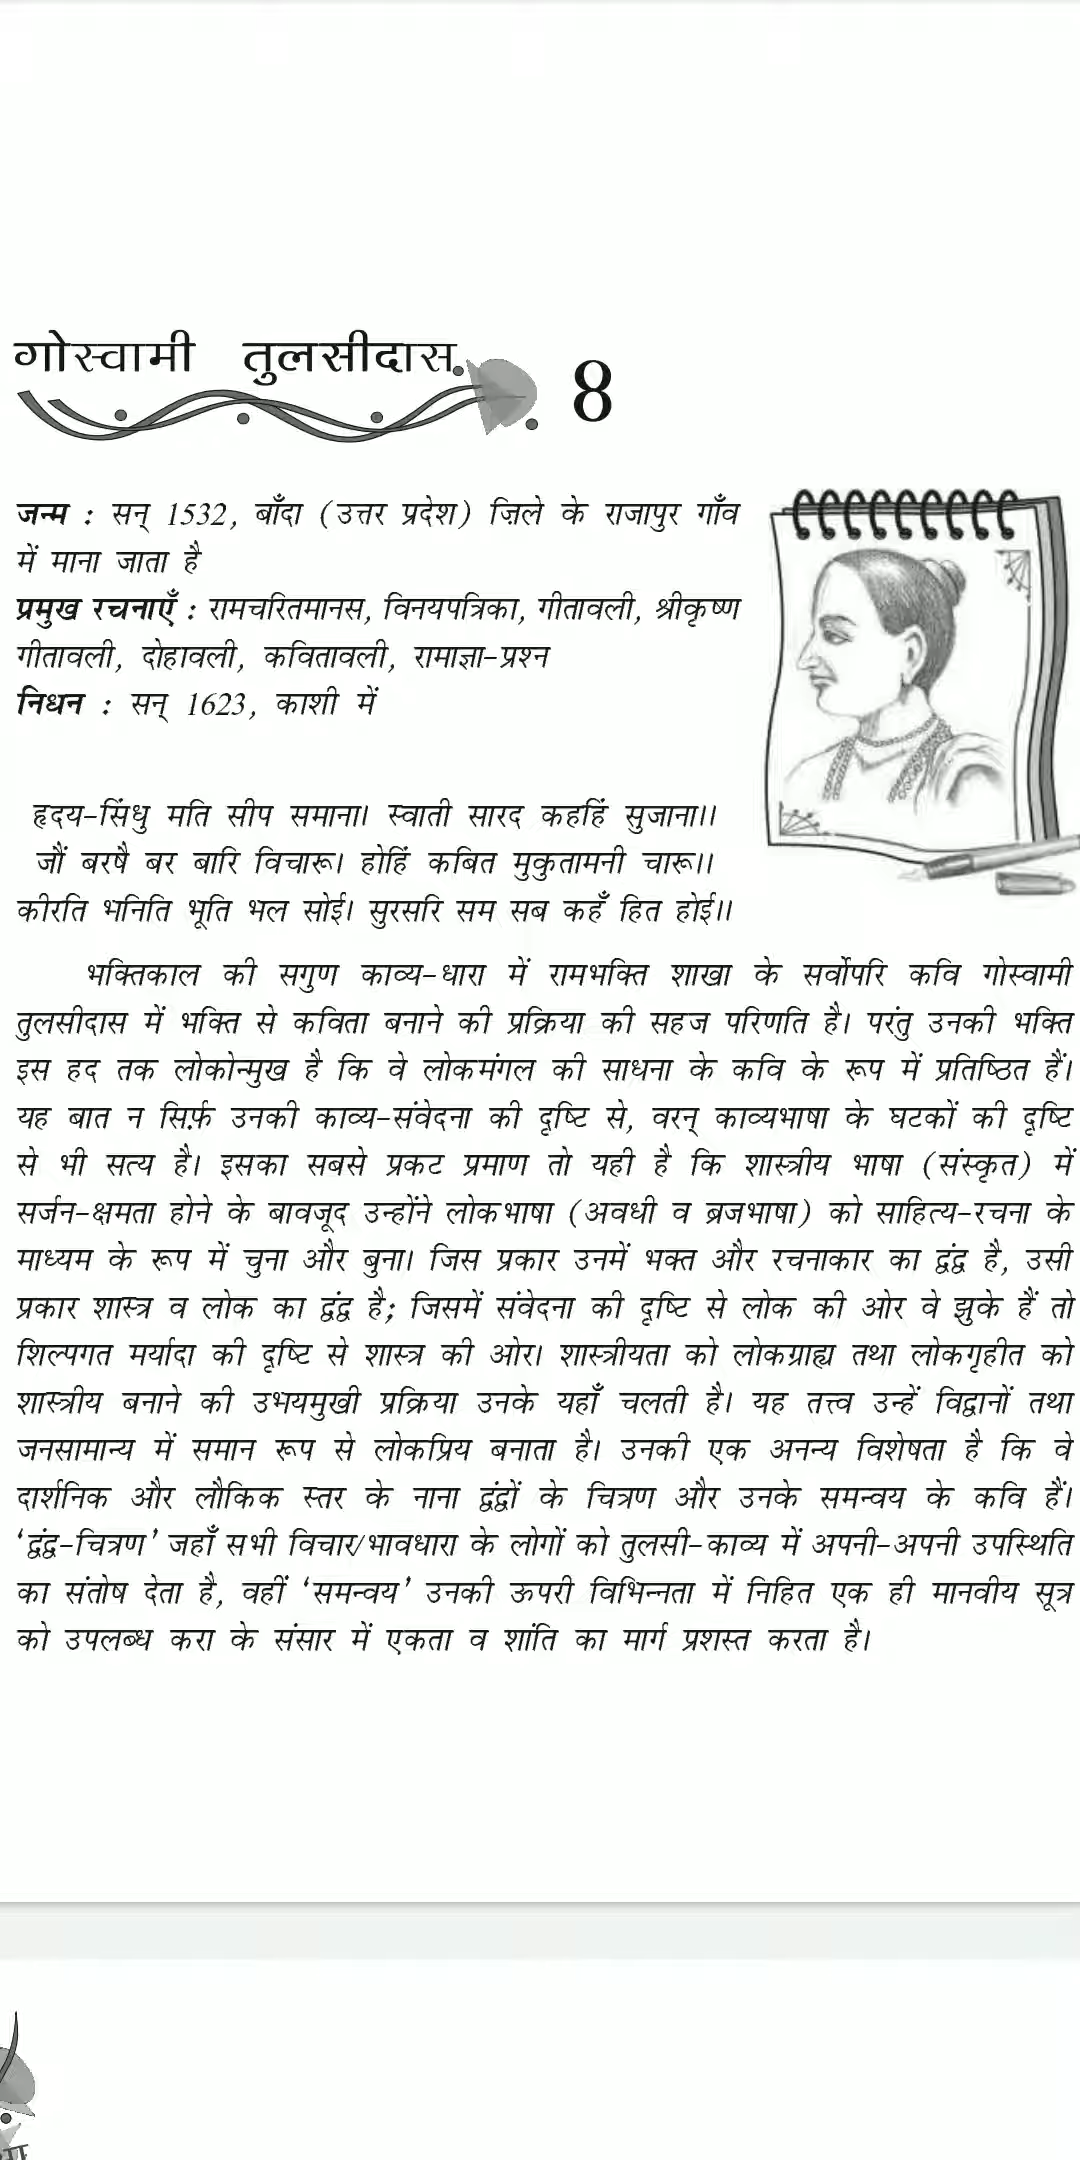 गोस्वामी तुलसीदास
8
जन्म : सन् 1532, बाँदा (उत्तर प्रदेश) ज़िले के राजापुर गाँव
में माना जाता है
प्रमुख रचनाएँ : रामचरितमानस, विनयपत्रिका, गीतावली, श्रीकृष्ण
गीतावली, दोहावली, कवितावली, रामाज्ञा-प्रश्न
निधन : सन् 1623, काशी में
हृदय-सिंधु मति सीप समाना। स्वाती सारद कहहिं सुजाना।।
जौं बरषै बर बारि विचारू। होहिं कबित मुकुतामनी चारू।।
कीरति भनिति भूति भल सोई। सुरसरि सम सब कहँ हित होई।।
भक्तिकाल की सगुण काव्य-धारा में रामभक्ति शाखा के सर्वोपरि कवि गोस्वामी
तुलसीदास में भक्ति से कविता बनाने की प्रक्रिया की सहज परिणति है। परंतु उनकी भक्ति
इस हद तक लोकोन्मुख है कि वे लोकमंगल की साधना के कवि के रूप में प्रतिष्ठित हैं।
यह बात न सिर्फ़ उनकी काव्य-संवेदना की दृष्टि से, वरन् काव्यभाषा के घटकों की दृष्टि
से भी सत्य है। इसका सबसे प्रकट प्रमाण तो यही है कि शास्त्रीय भाषा (संस्कृत) में
सर्जन-क्षमता होने के बावजूद उन्होंने लोकभाषा (अवधी व ब्रजभाषा) को साहित्य-रचना के
माध्यम के रूप में चुना और बुना। जिस प्रकार उनमें भक्त और रचनाकार का द्वंद्व है, उसी
प्रकार शास्त्र व लोक का द्वंद्व है; जिसमें संवेदना की दृष्टि से लोक की ओर वे झुके हैं तो
शिल्पगत मर्यादा की दृष्टि से शास्त्र की ओर। शास्त्रीयता को लोकग्राह्य तथा लोकगृहीत को
शास्त्रीय बनाने की उभयमुखी प्रक्रिया उनके यहाँ चलती है। यह तत्त्व उन्हें विद्वानों तथा
जनसामान्य में समान रूप से लोकप्रिय बनाता है। उनकी एक अनन्य विशेषता है कि वे
दार्शनिक और लौकिक स्तर के नाना द्वंद्वों के चित्रण और उनके समन्वय के कवि हैं।
'द्वंद्व-चित्रण' जहाँ सभी विचार/भावधारा के लोगों को तुलसी-काव्य में अपनी-अपनी उपस्थिति
का संतोष देता है, वहीं 'समन्वय' उनकी ऊपरी विभिन्नता में निहित एक ही मानवीय सूत्र
को उपलब्ध करा के संसार में एकता व शांति का मार्ग प्रशस्त करता है।